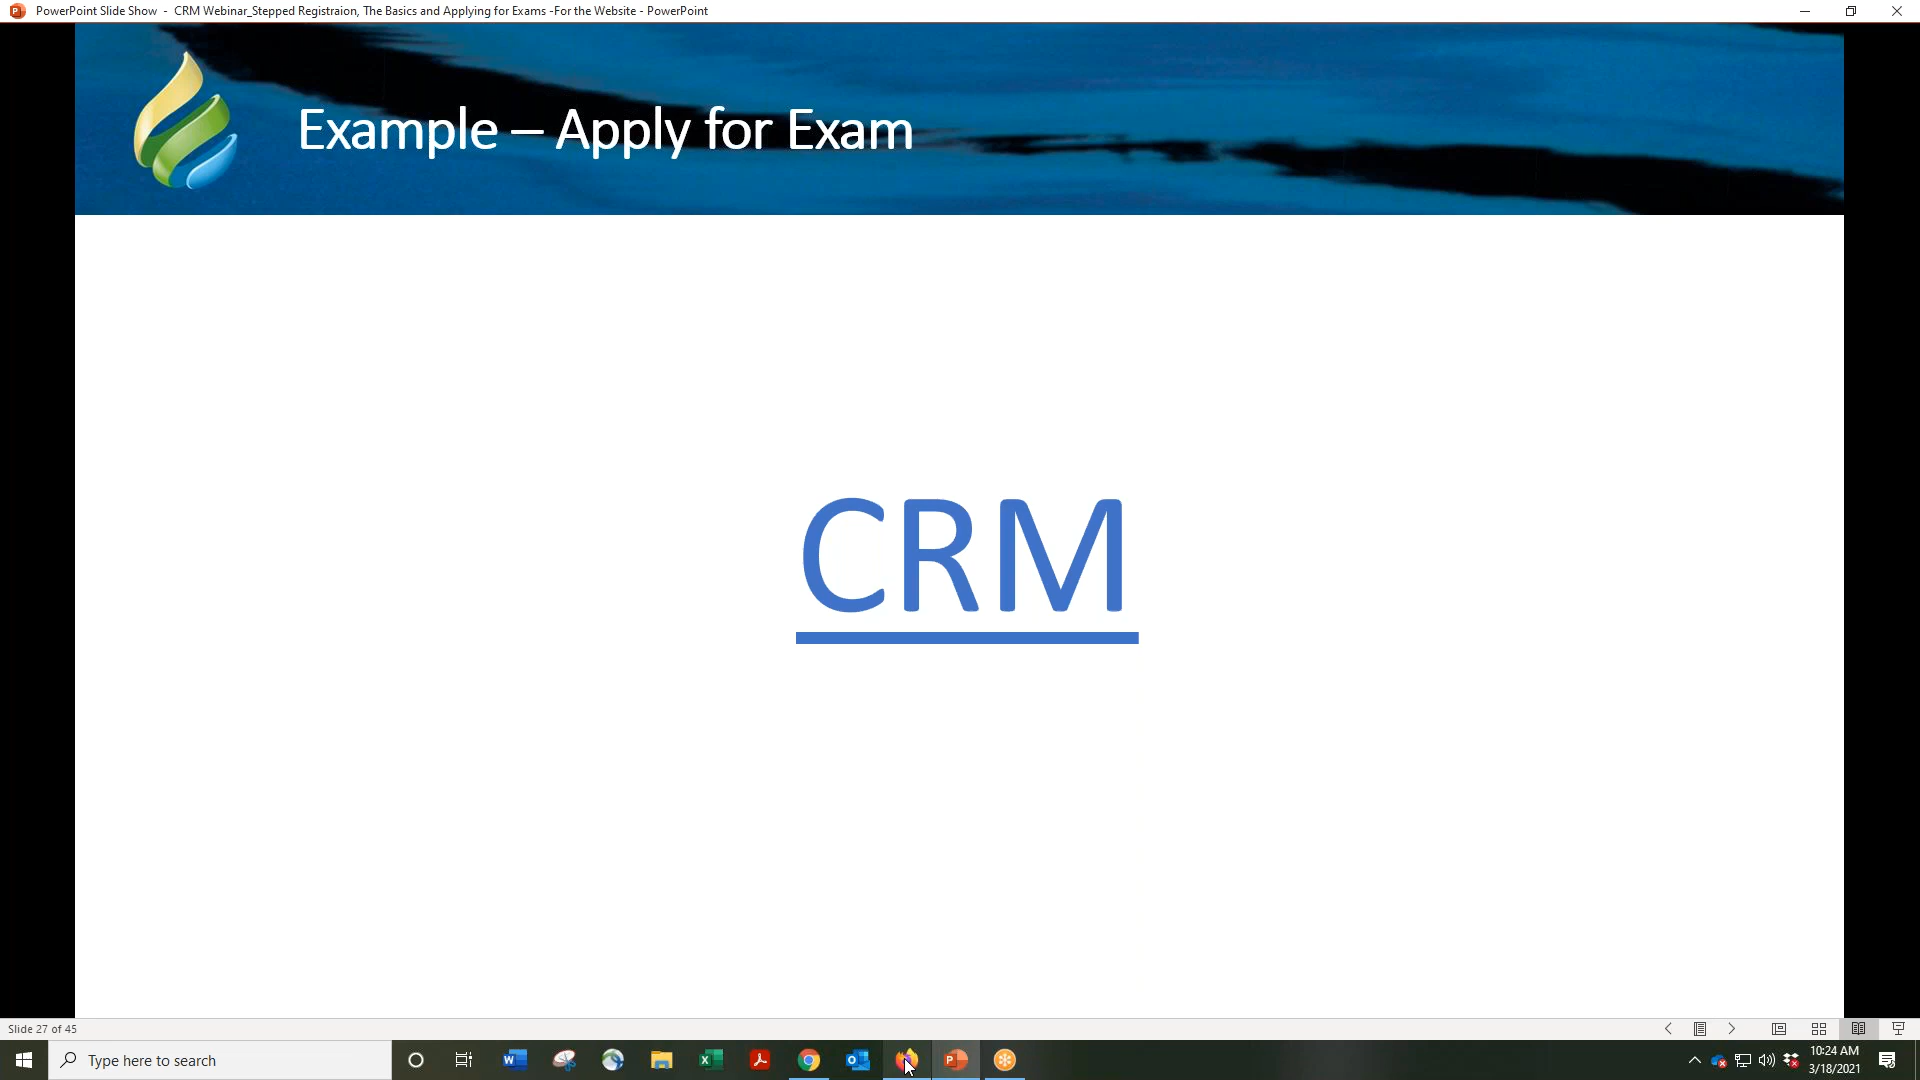 PowerPoint Slide Show - CRM Webinar_Stepped Registraion, The Basics and Applying for Exams -For the Website - PowerPoint
Example – Apply for Exam
CRM
Slide 27 of 45
Type here to search
10:24 AM
3/18/2021